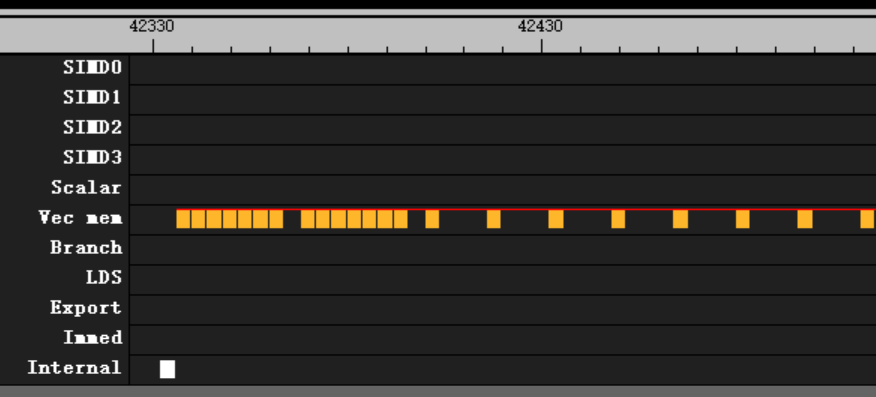 42330 42430
SIMD0
SIMD1
SIMD2
SIMD3
Scalar
Vec mem
Branch
LDS
Export
Immed
Internal